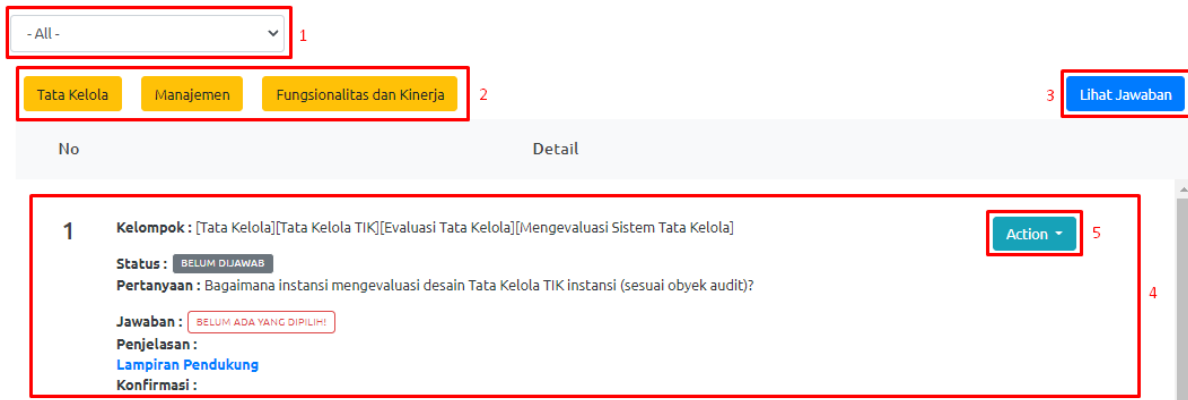 - All -
1
Tata Kelola
Manajemen
Fungsionalitas dan Kinerja
2
3
Lihat Jawaban
No
Detail
1
Kelompok : [Tata Kelola][Tata Kelola TIK][Evaluasi Tata Kelola][Mengevaluasi Sistem Tata Kelola]
Action
5
Status : BELUM DIJAWAB
Pertanyaan : Bagaimana instansi mengevaluasi desain Tata Kelola TIK instansi (sesuai obyek audit)?
4
Jawaban : BELUM ADA YANG DIPILIH!
Penjelasan :
Lampiran Pendukung
Konfirmasi :